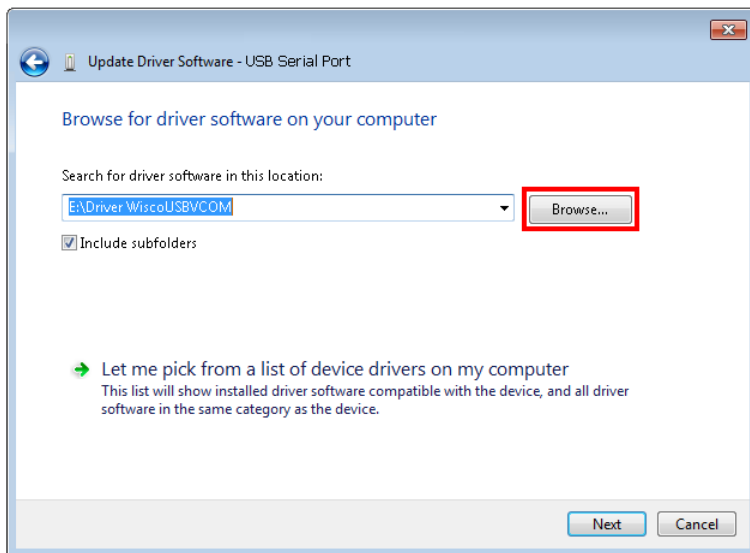 Update Driver Software - USB Serial Port
Browse for driver software on your computer
Search for driver software in this location:
E:\Driver WiscoUSBVCOM
Browse...
Include subfolders
Let me pick from a list of device drivers on my computer
This list will show installed driver software compatible with the device, and all driver
software in the same category as the device.
Next
Cancel